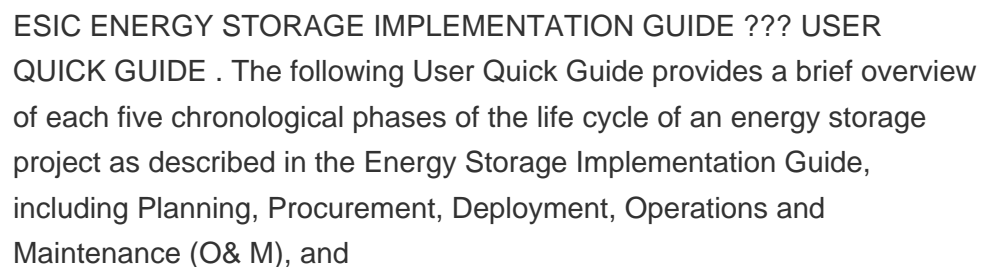 ESIC ENERGY STORAGE IMPLEMENTATION GUIDE ??? USER
QUICK GUIDE . The following User Quick Guide provides a brief overview
of each five chronological phases of the life cycle of an energy storage
project as described in the Energy Storage Implementation Guide,
including Planning, Procurement, Deployment, Operations and
Maintenance (O& M), and